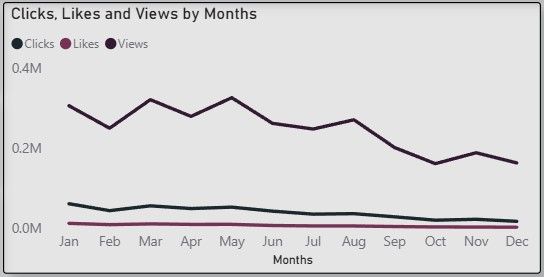 Clicks, Likes and Views by Months
Clicks Likes Views
0.4M
0.2M
0.0M
Jan Feb Mar Apr May Jun Jul Aug Sep Oct Nov Dec
Months